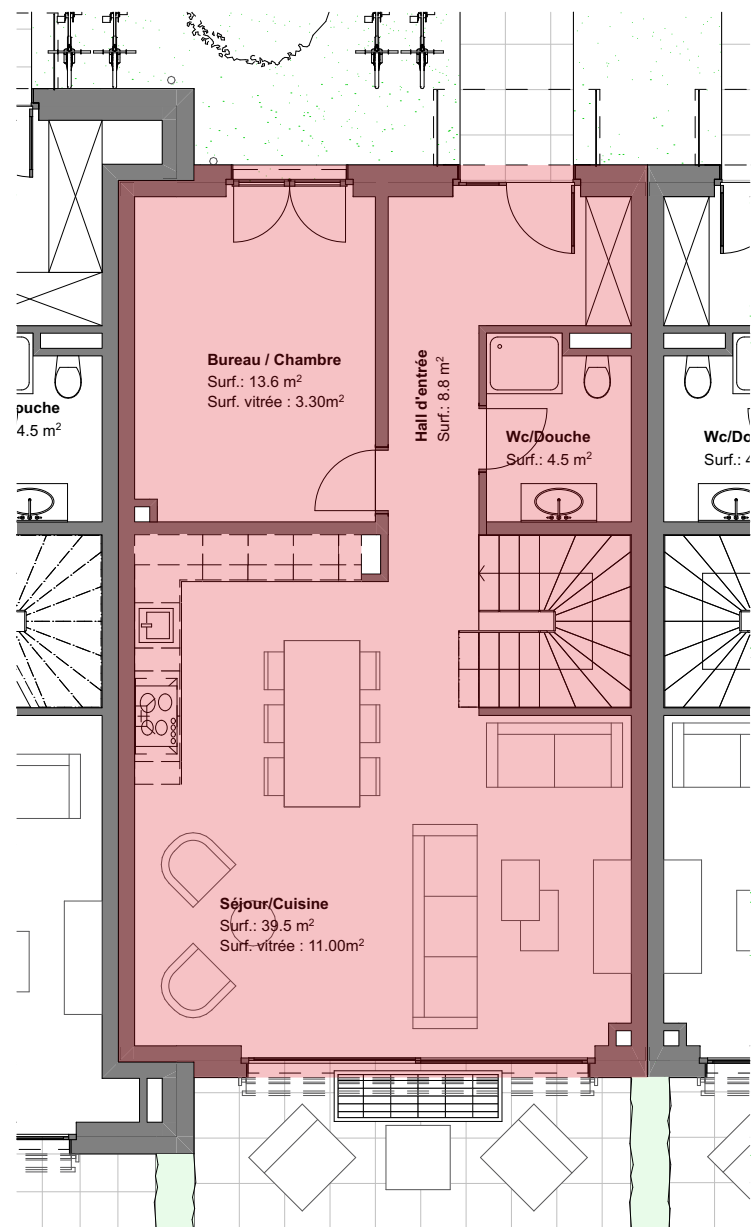 Bureau / Chambre
Surf.: 13.6 m²
Surf. vitrée : 3.30m²
Hall d'entrée
Surf.: 8.8 m²
4.5 m²
Wc/Douche
Surf.: 4.5 m²
Wc/Do
Surf.: 4
Séjour/Cuisine
Surf.: 39.5 m²
Surf. vitrée : 11.00m²